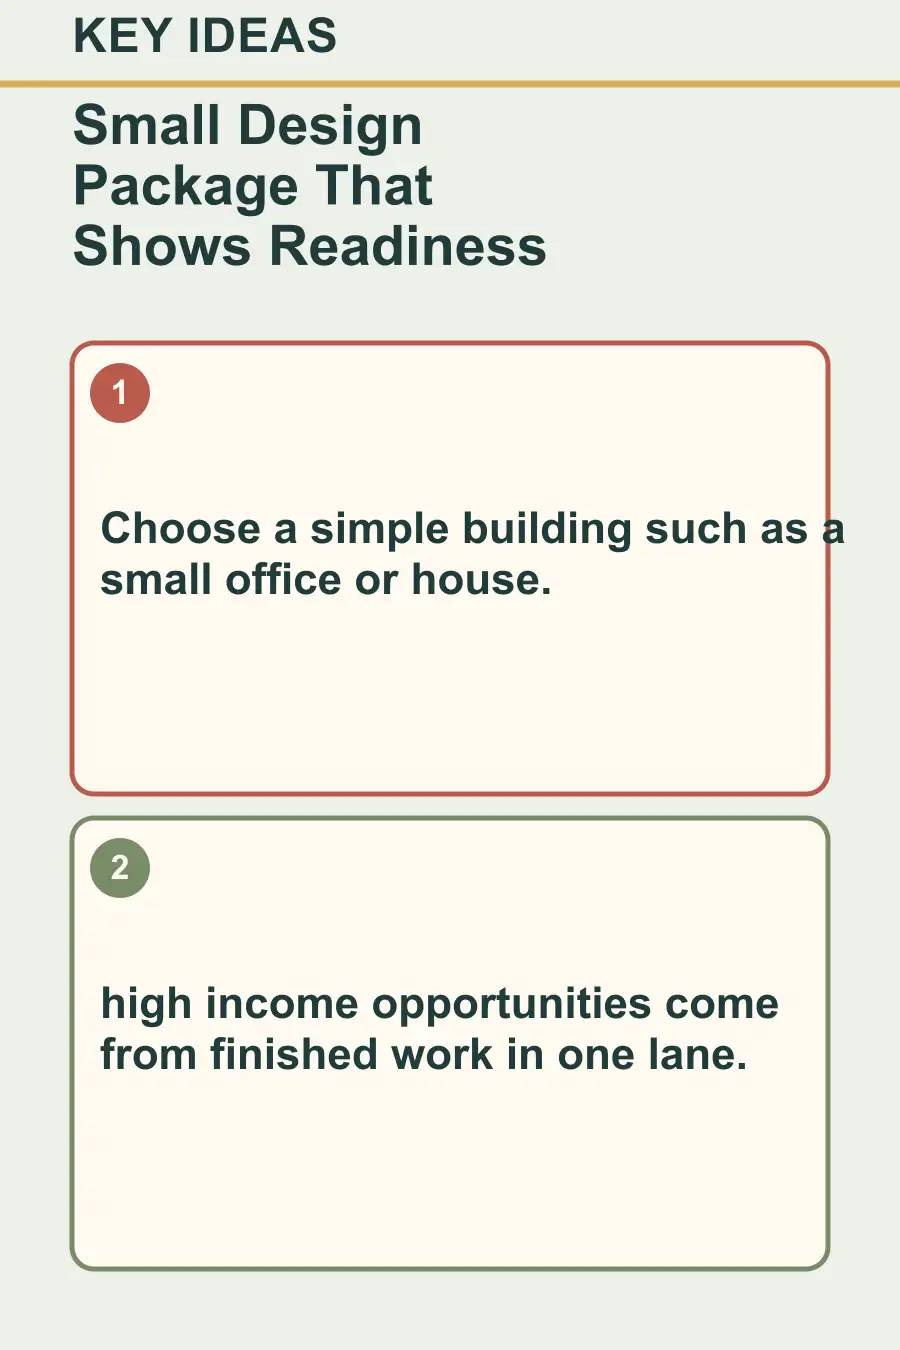 KEY IDEAS
Small Design
Package That
Shows Readiness
1
Choose a simple building such as a
small office or house.
2
high income opportunities come
from finished work in one lane.